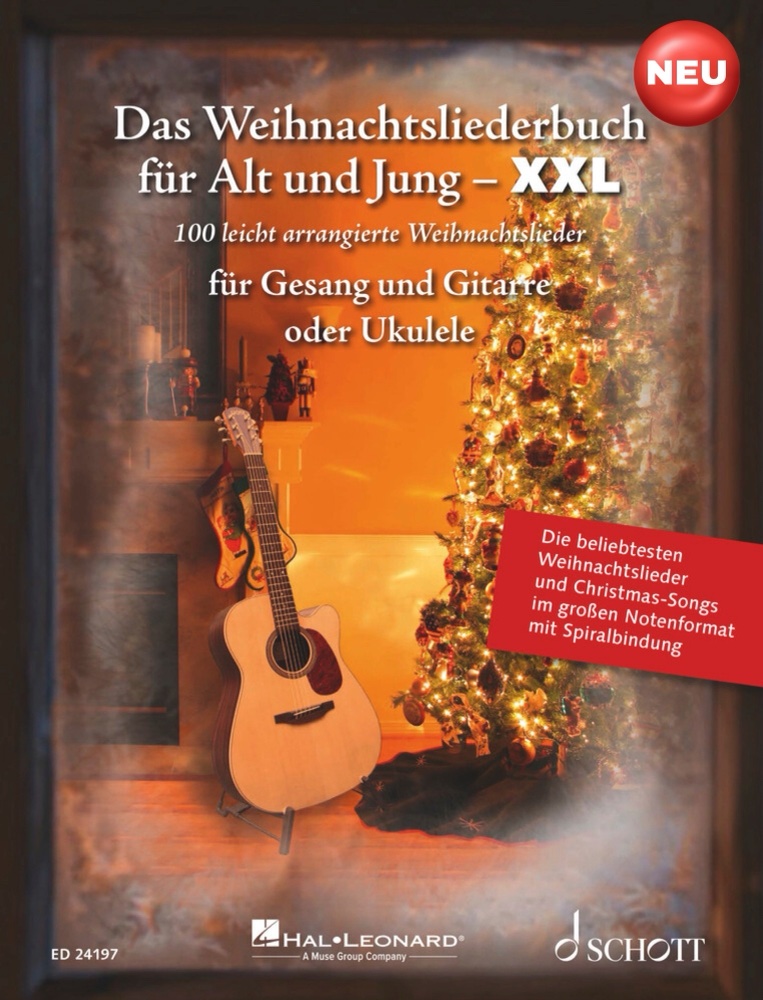 NEU
Das Weihnachtsliederbuch
für Alt und Jung – XXL
100 leicht arrangierte Weihnachtslieder
für Gesang und Gitarre
oder Ukulele
Die beliebtesten
Weihnachtslieder
und Christmas-Songs
im großen Notenformat
mit Spiralbindung
HAL•LEONARD®
A Muse Group Company
ED 24197
SCHOTT